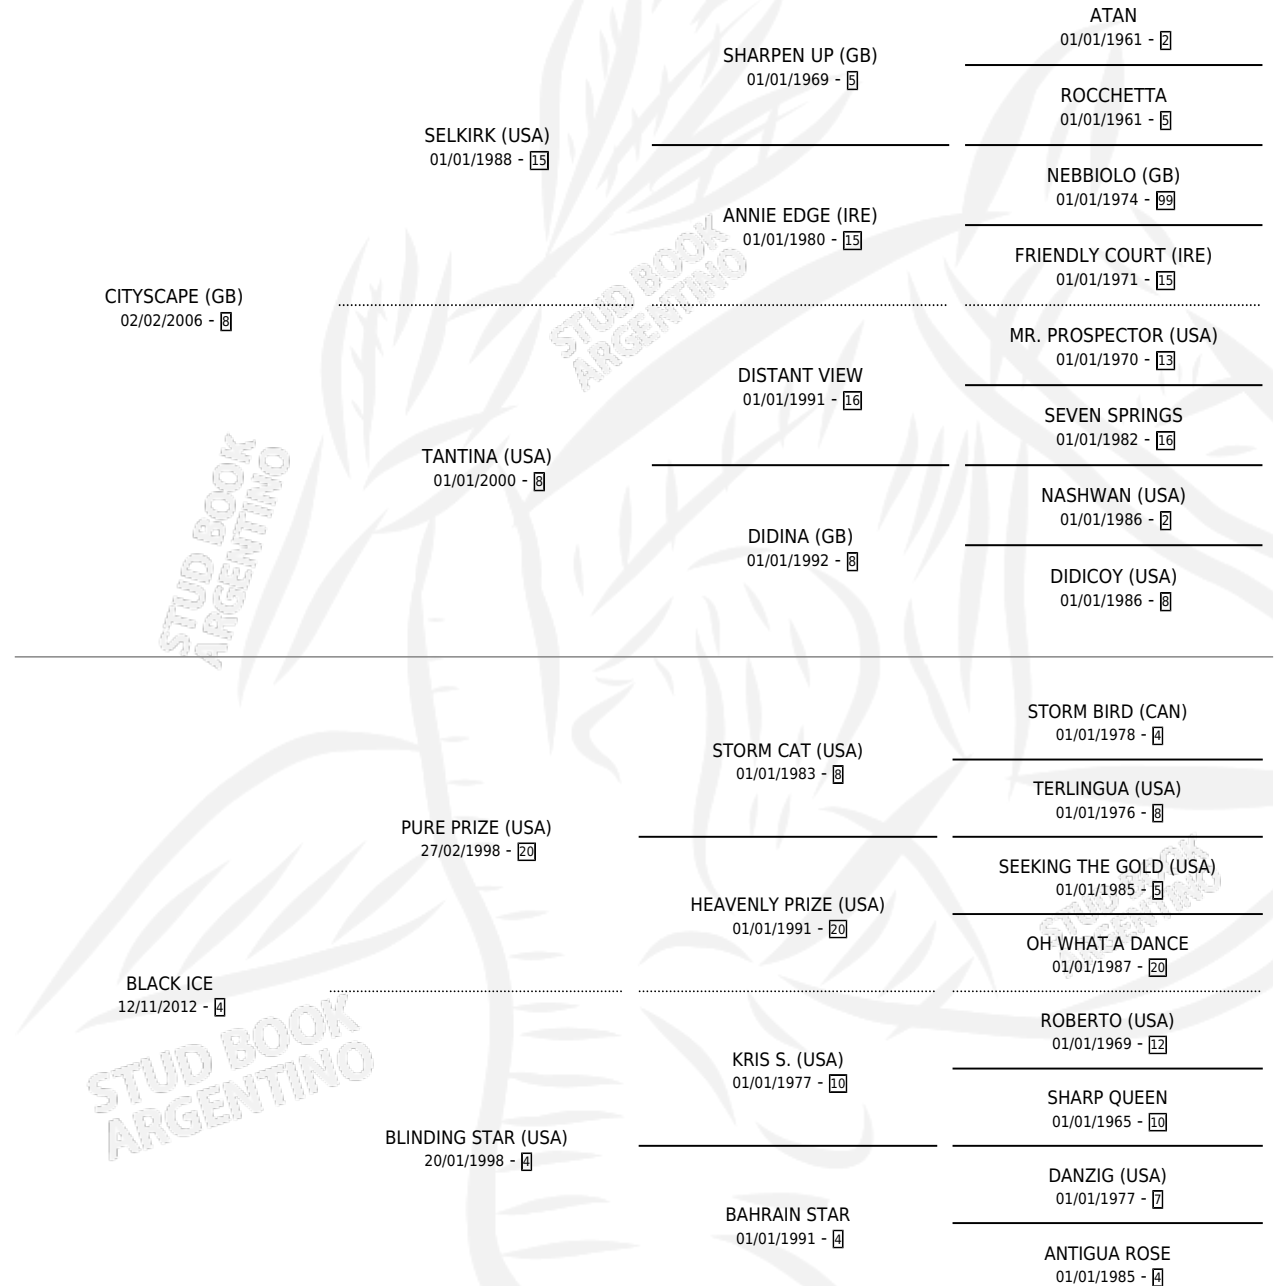 ATAN
01/01/1961 - 2
SHARPEN UP (GB)
01/01/1969 - 5
ROCCHETTA
01/01/1961 - 5
SELKIRK (USA)
01/01/1988 - 15
NEBBIOLO (GB)
01/01/1974 - 99
ANNIE EDGE (IRE)
01/01/1980 - 15
FRIENDLY COURT (IRE)
01/01/1971 - 15
CITYSCAPE (GB)
02/02/2006 - 8
MR. PROSPECTOR (USA)
01/01/1970 - 13
DISTANT VIEW
01/01/1991 - 16
SEVEN SPRINGS
01/01/1982 - 16
TANTINA (USA)
01/01/2000 - 8
NASHWAN (USA)
01/01/1986 - 2
DIDINA (GB)
01/01/1992 - 8
DIDICOY (USA)
01/01/1986 - 8
STORM BIRD (CAN)
01/01/1978 - 4
STORM CAT (USA)
01/01/1983 - 8
TERLINGUA (USA)
01/01/1976 - 8
PURE PRIZE (USA)
27/02/1998 - 20
SEEKING THE GOLD (USA)
01/01/1985 - 5
HEAVENLY PRIZE (USA)
01/01/1991 - 20
OH WHAT A DANCE
01/01/1987 - 20
BLACK ICE
12/11/2012 - 4
ROBERTO (USA)
01/01/1969 - 12
KRIS S. (USA)
01/01/1977 - 10
SHARP QUEEN
01/01/1965 - 10
BLINDING STAR (USA)
20/01/1998 - 4
DANZIG (USA)
01/01/1977 - 7
BAHRAIN STAR
01/01/1991 - 4
ANTIGUA ROSE
01/01/1985 - 4
STUD BOOK
ARGENTINO
STUD BOOK
ARGENTINO
STUD BOOK
ARGENTINO
STUD BOOK
ARGENTINO